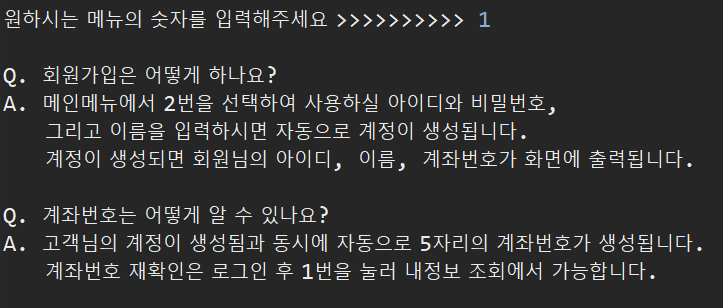 원하시는 메뉴의 숫자를 입력해주세요 >>>>>>>>>> 1
Q. 회원가입은 어떻게 하나요?
A. 메인메뉴에서 2번을 선택하여 사용하실 아이디와 비밀번호,
그리고 이름을 입력하시면 자동으로 계정이 생성됩니다.
계정이 생성되면 회원님의 아이디, 이름, 계좌번호가 화면에 출력됩니다.
Q. 계좌번호는 어떻게 알 수 있나요?
A. 고객님의 계정이 생성됨과 동시에 자동으로 5자리의 계좌번호가 생성됩니다.
계좌번호 재확인은 로그인 후 1번을 눌러 내정보 조회에서 가능합니다.